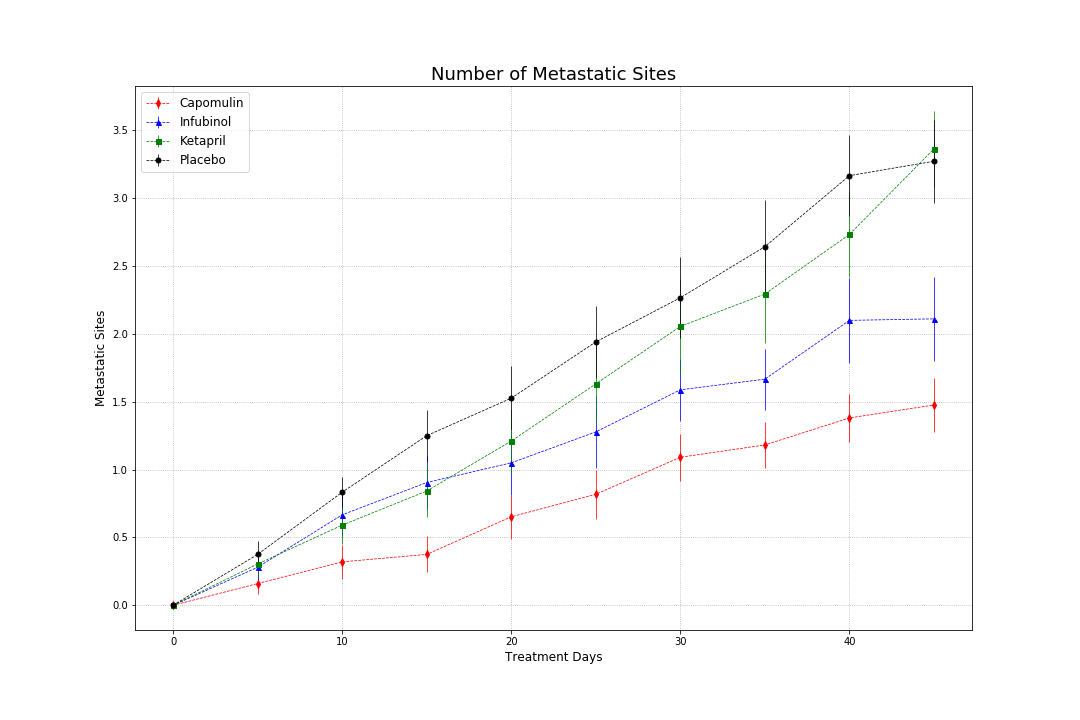 Number of Metastatic Sites
Capomulin
Infubinol
Ketapril
Placebo
3.5
3.0
2.5
2.0
1.5
1.0
0.5
0.0
Metastatic Sites
0 10 20 30 40
Treatment Days